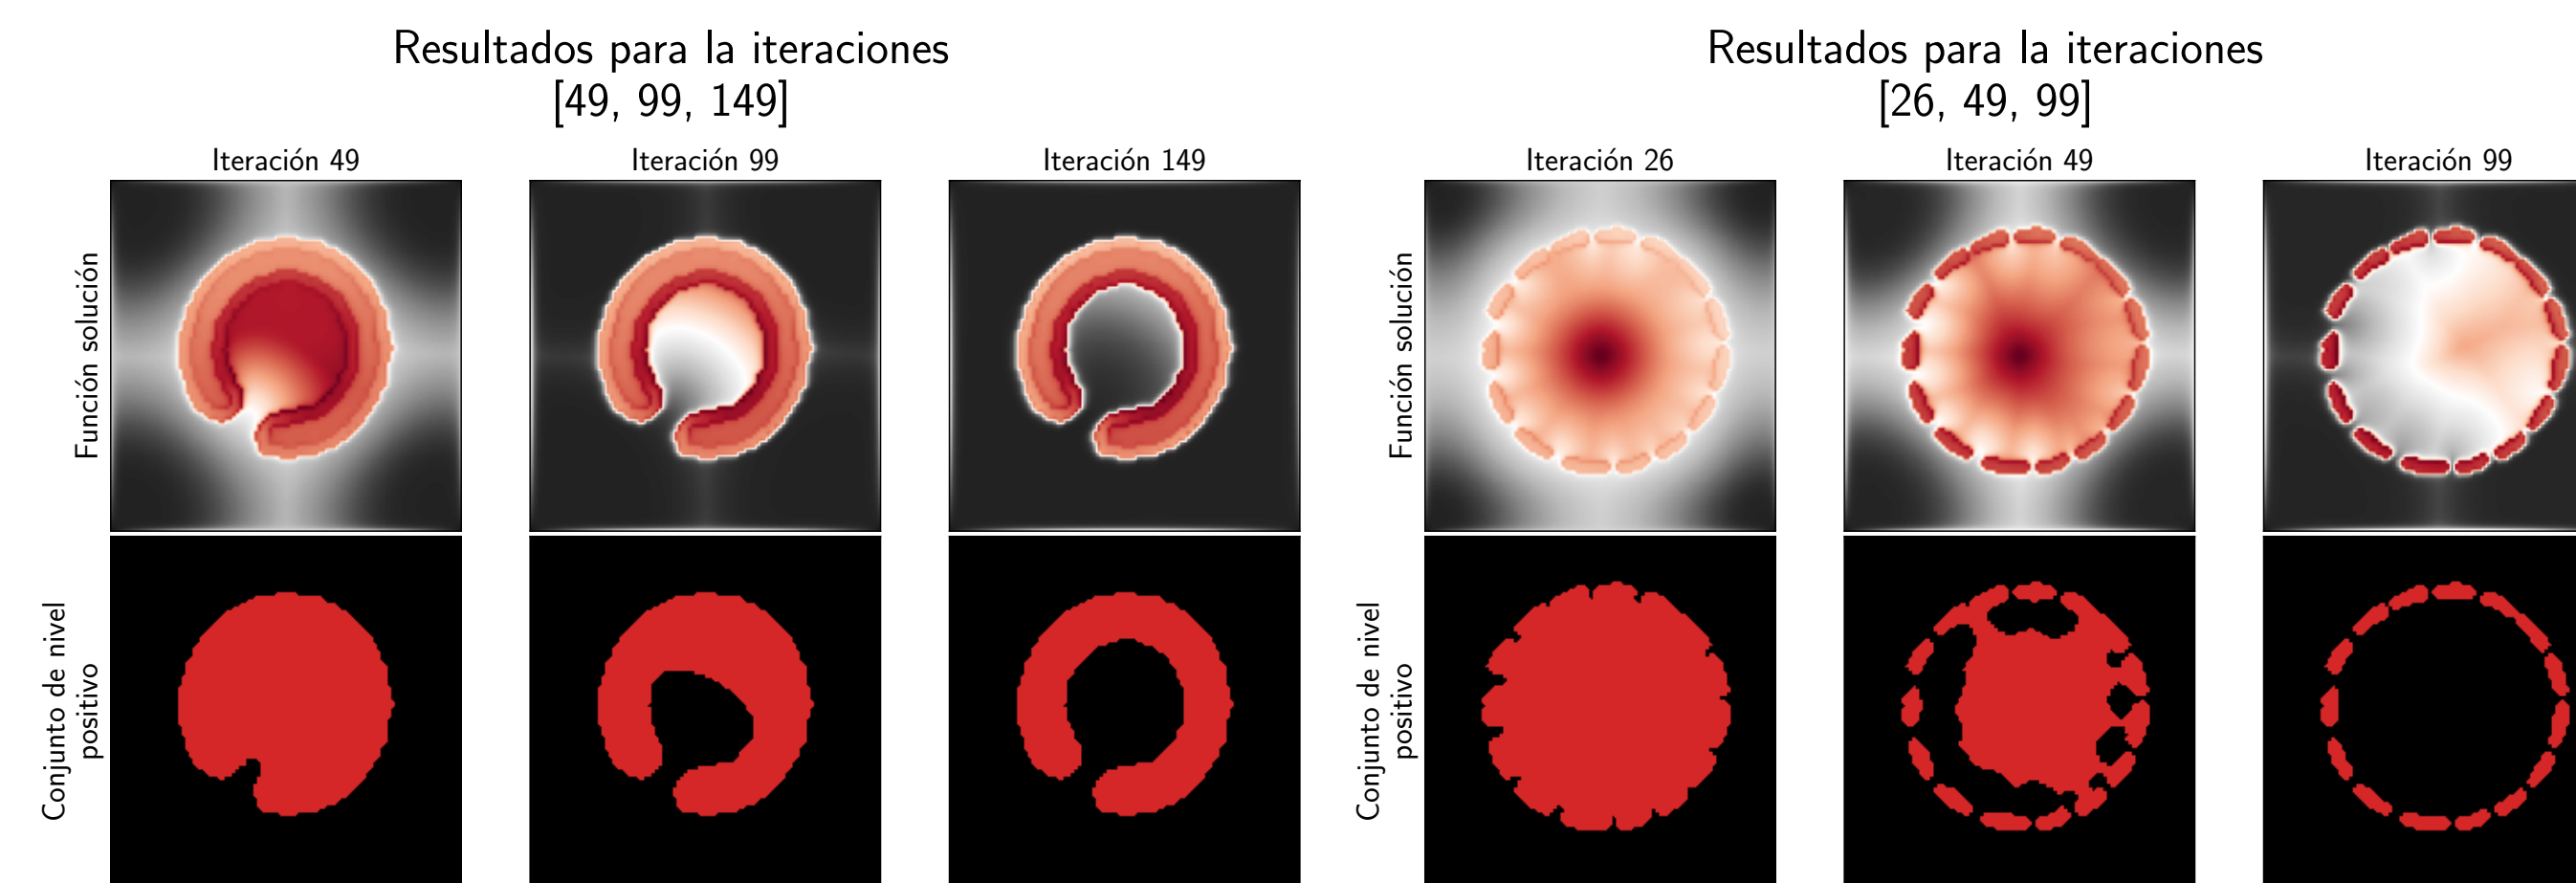 Resultados para la iteraciones
[49, 99, 149]
Iteración 49
Iteración 99
Iteración 149
Función solución
Conjunto de nivel
positivo
Resultados para la iteraciones
[26, 49, 99]
Iteración 26
Iteración 49
Iteración 99
Función solución
Conjunto de nivel
positivo